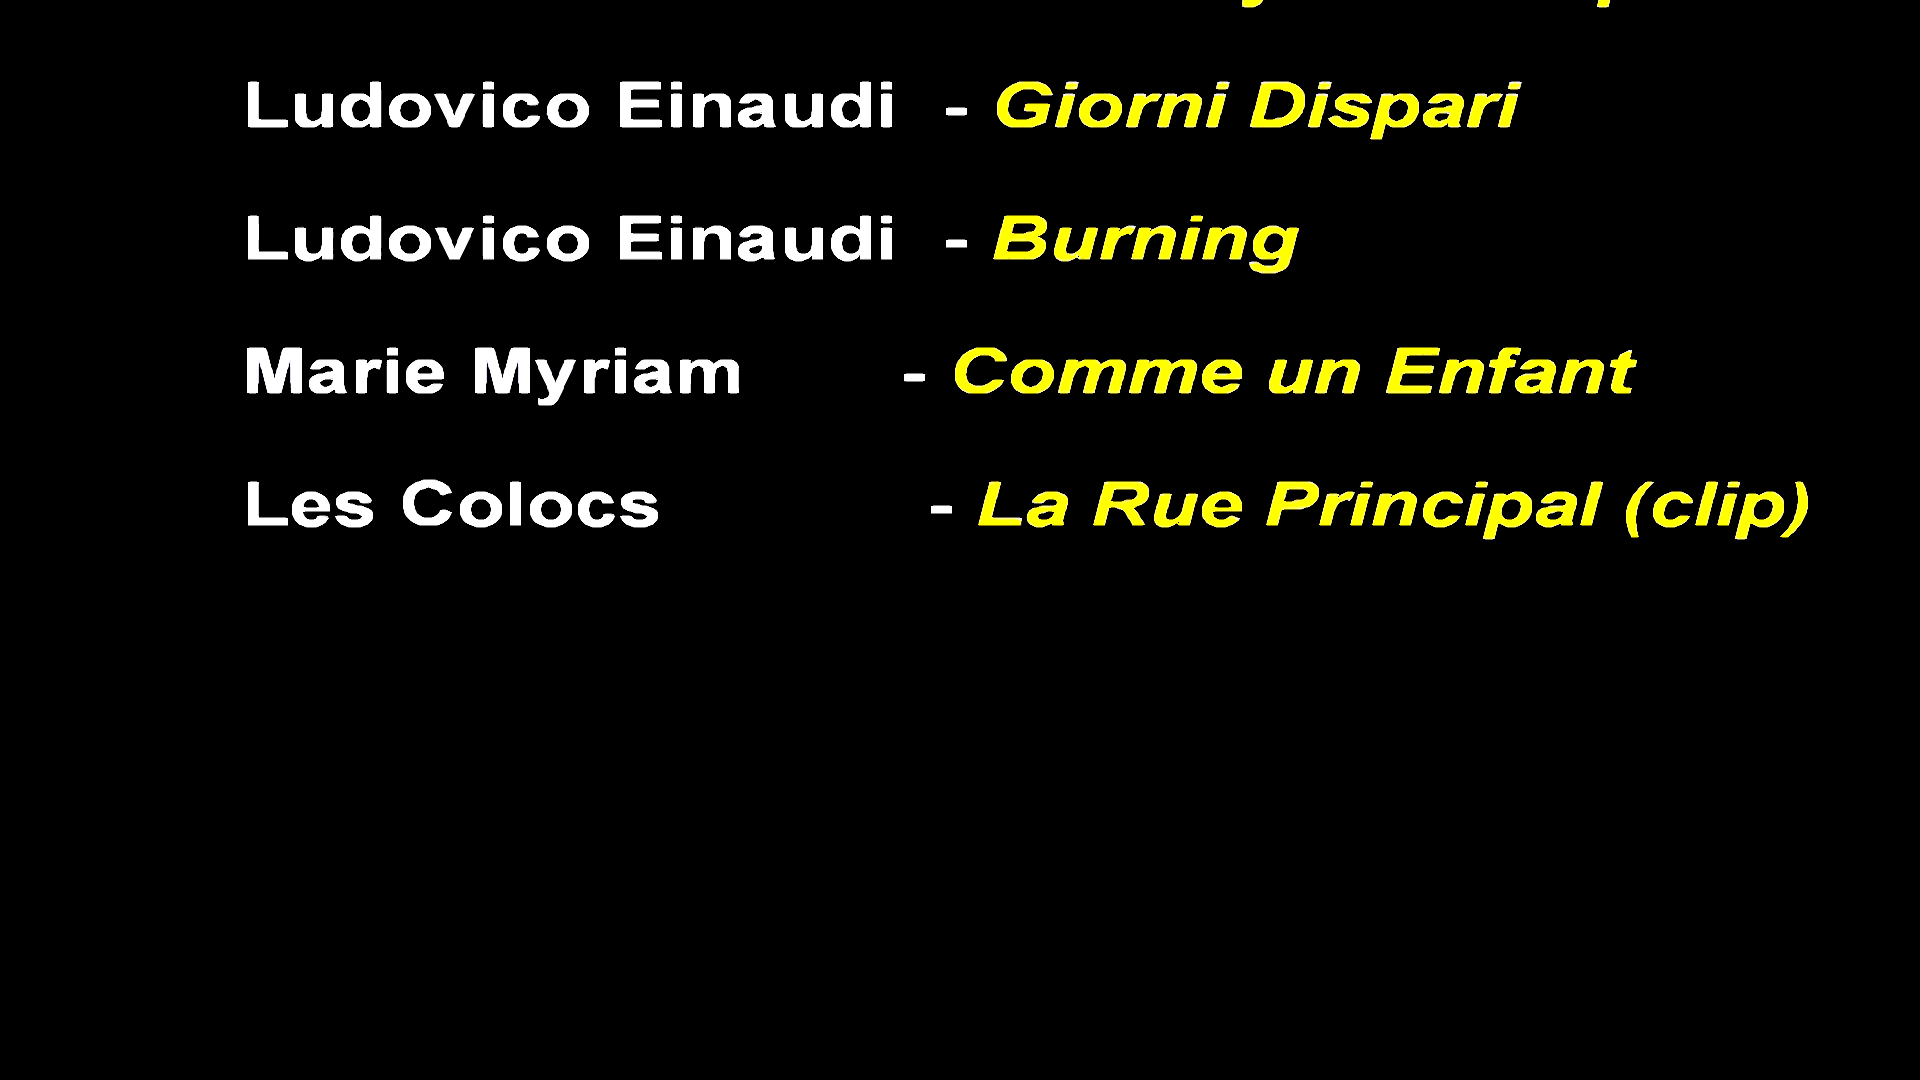 Ludovico Einaudi - Giorni Dispari
Ludovico Einaudi - Burning
Marie Myriam - Comme un Enfant
Les Colocs - La Rue Principal (clip)